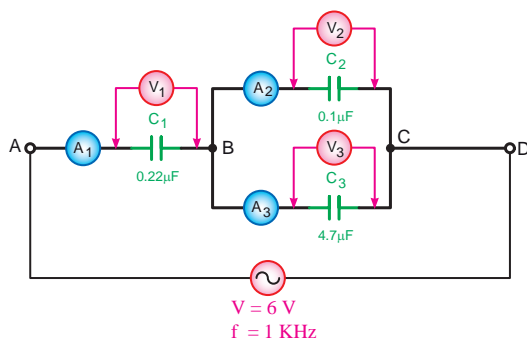 V2
C2
A2
0.1µF
V1
C1
A
A1
B
0.22µF
V3
C
D
C3
A3
4.7µF
V = 6 V
f = 1 KHz